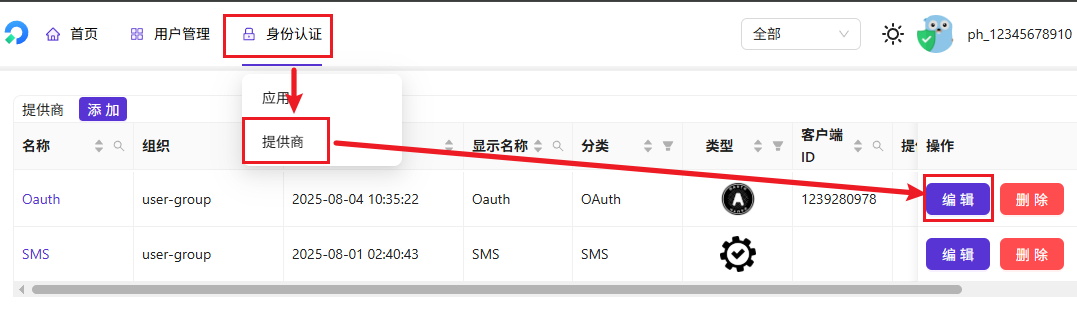 首页 用户管理 身份认证 全部 ph_12345678910
应用
提供商 添 加
提供商
名称 组织 显示名称 分类 类型 客户端 ID 操作
Oauth user-group 2025-08-04 10:35:22 Oauth OAuth 1239280978 编 辑 删 除
SMS user-group 2025-08-01 02:40:43 SMS SMS 编 辑 删 除